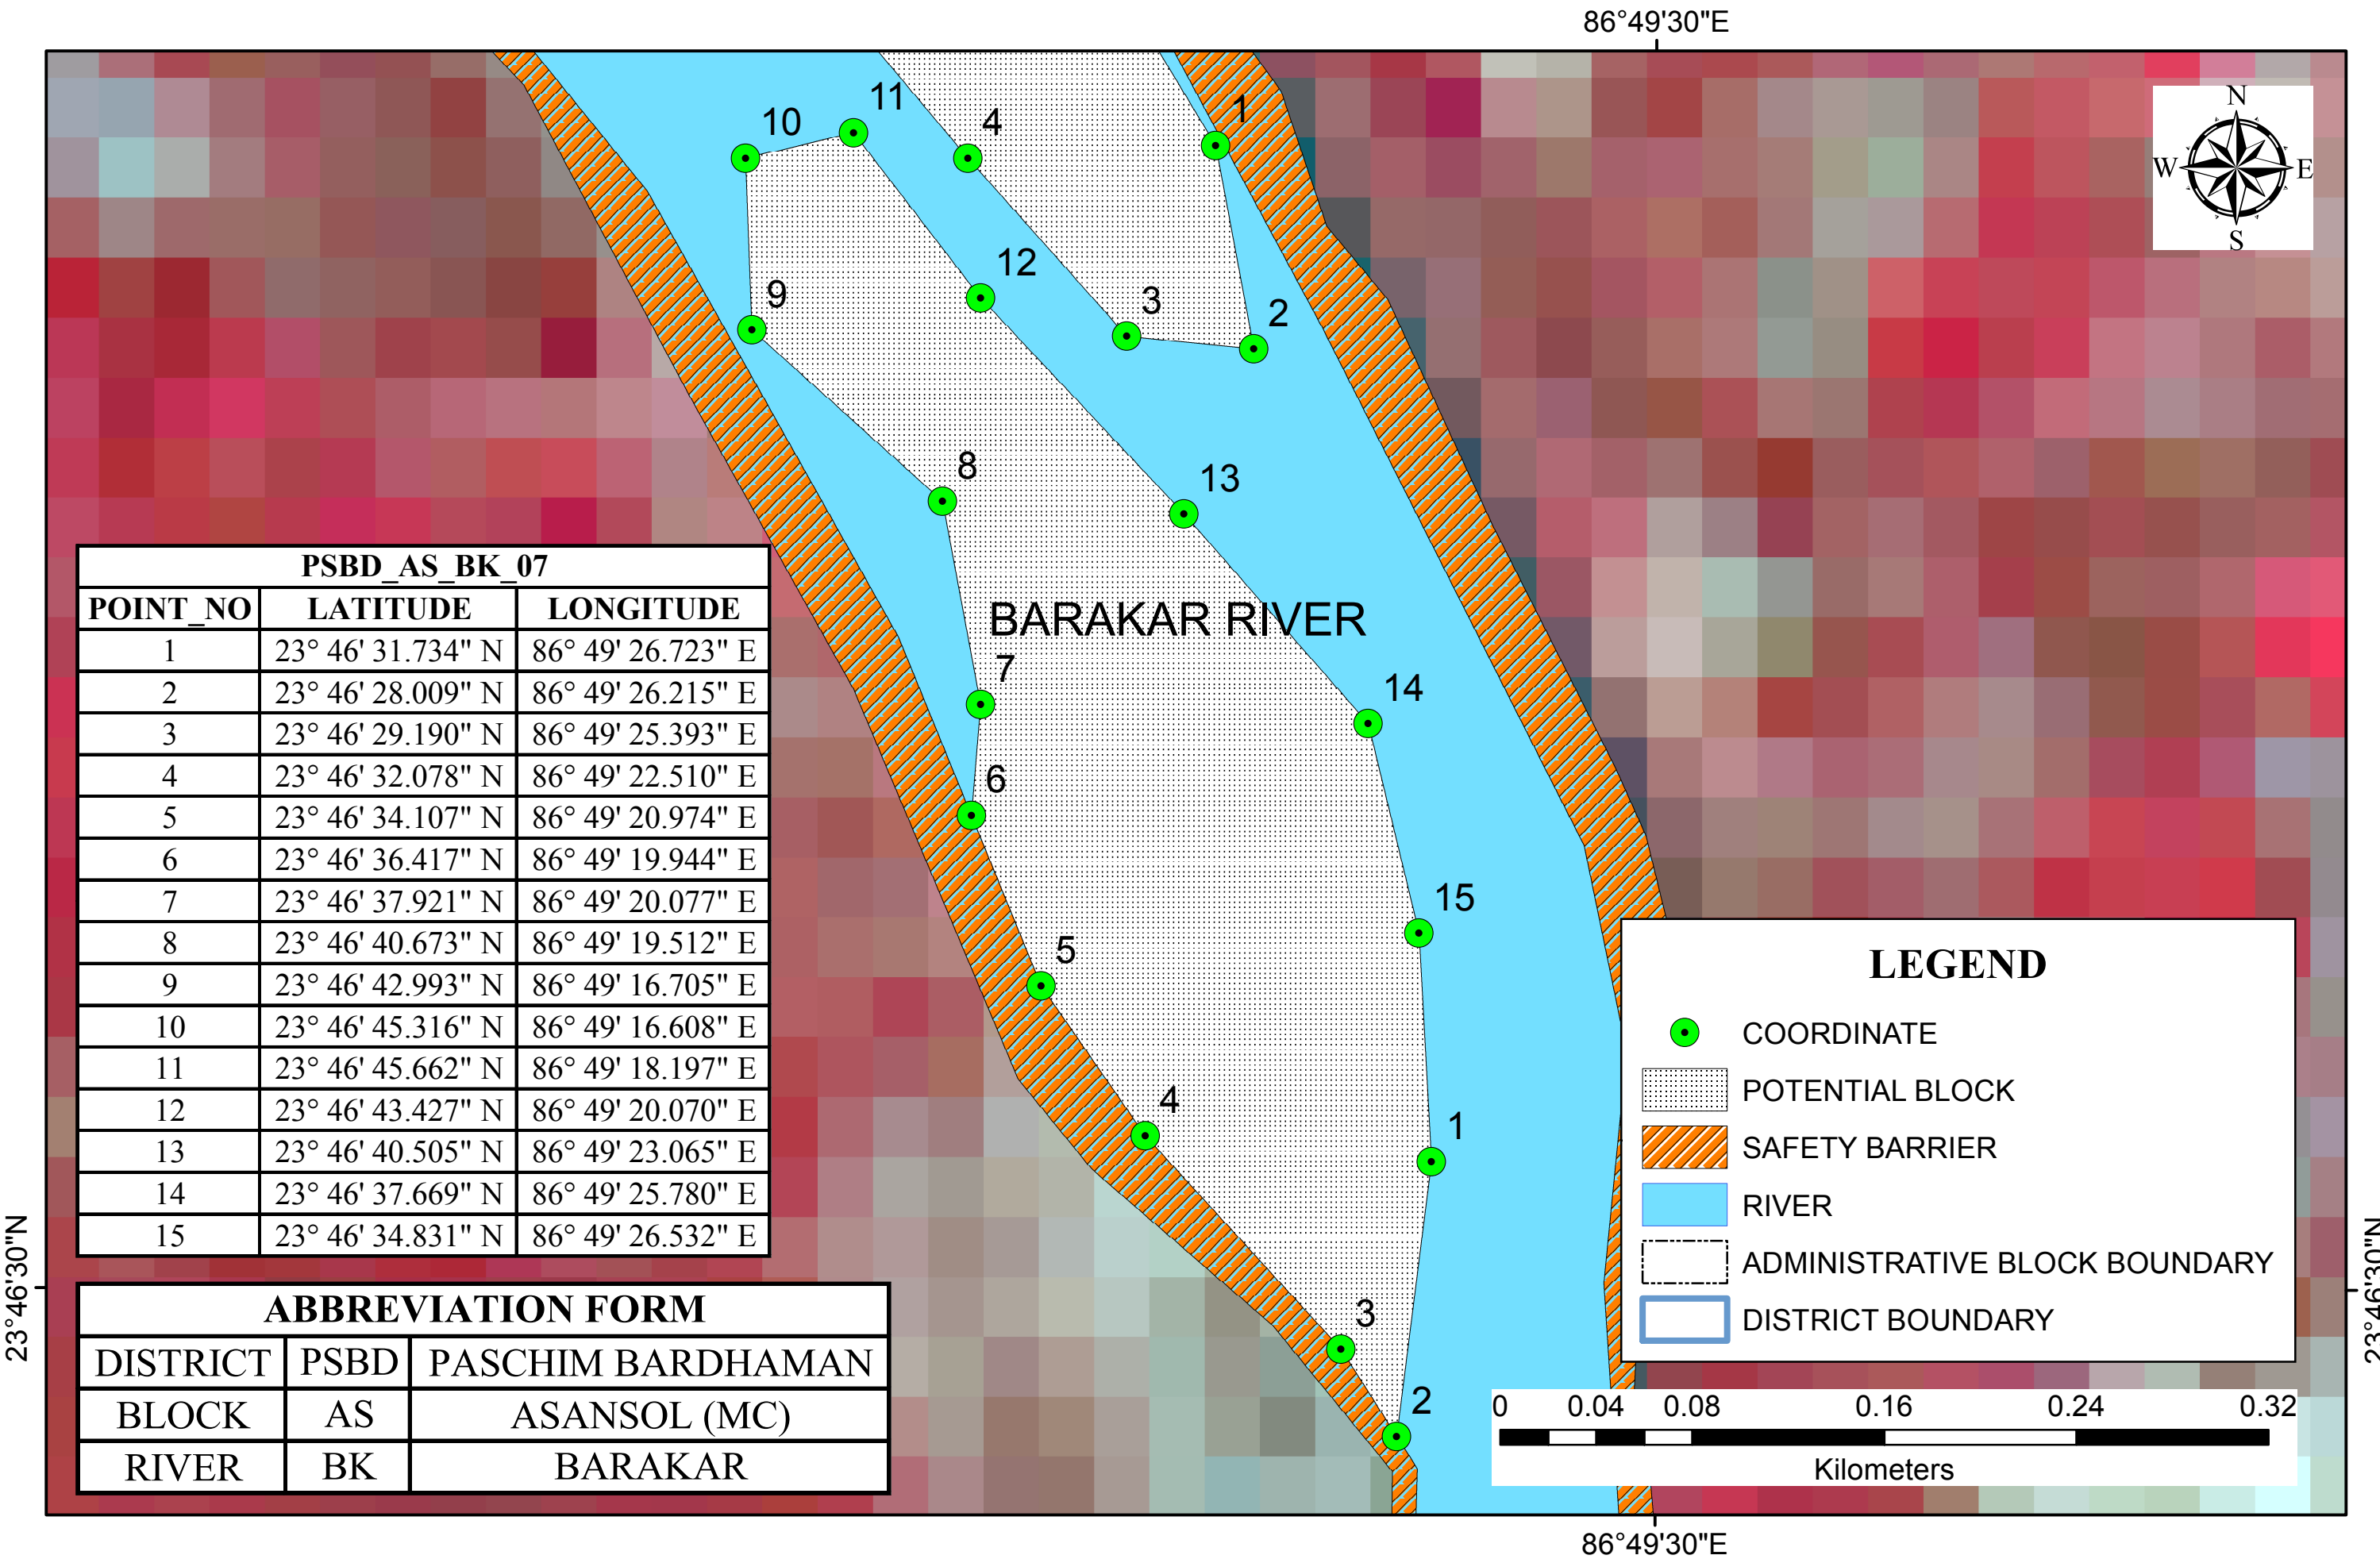 86°49'30"E
N
W E
S
11
10
4
1
12
9
3
2
8
13
BARAKAR RIVER
7
14
6
15
5
4
1
3
2
PSBD_AS_BK_07
POINT_NO LATITUDE LONGITUDE
1 23° 46' 31.734" N 86° 49' 26.723" E
2 23° 46' 28.009" N 86° 49' 26.215" E
3 23° 46' 29.190" N 86° 49' 25.393" E
4 23° 46' 32.078" N 86° 49' 22.510" E
5 23° 46' 34.107" N 86° 49' 20.974" E
6 23° 46' 36.417" N 86° 49' 19.944" E
7 23° 46' 37.921" N 86° 49' 20.077" E
8 23° 46' 40.673" N 86° 49' 19.512" E
9 23° 46' 42.993" N 86° 49' 16.705" E
10 23° 46' 45.316" N 86° 49' 16.608" E
11 23° 46' 45.662" N 86° 49' 18.197" E
12 23° 46' 43.427" N 86° 49' 20.070" E
13 23° 46' 40.505" N 86° 49' 23.065" E
14 23° 46' 37.669" N 86° 49' 25.780" E
15 23° 46' 34.831" N 86° 49' 26.532" E
ABBREVIATION FORM
DISTRICT PSBD PASCHIM BARDHAMAN
BLOCK AS ASANSOL (MC)
RIVER BK BARAKAR
LEGEND
COORDINATE
POTENTIAL BLOCK
SAFETY BARRIER
RIVER
ADMINISTRATIVE BLOCK BOUNDARY
DISTRICT BOUNDARY
0 0.04 0.08 0.16 0.24 0.32
Kilometers
23°46'30"N
23°46'30"N
86°49'30"E